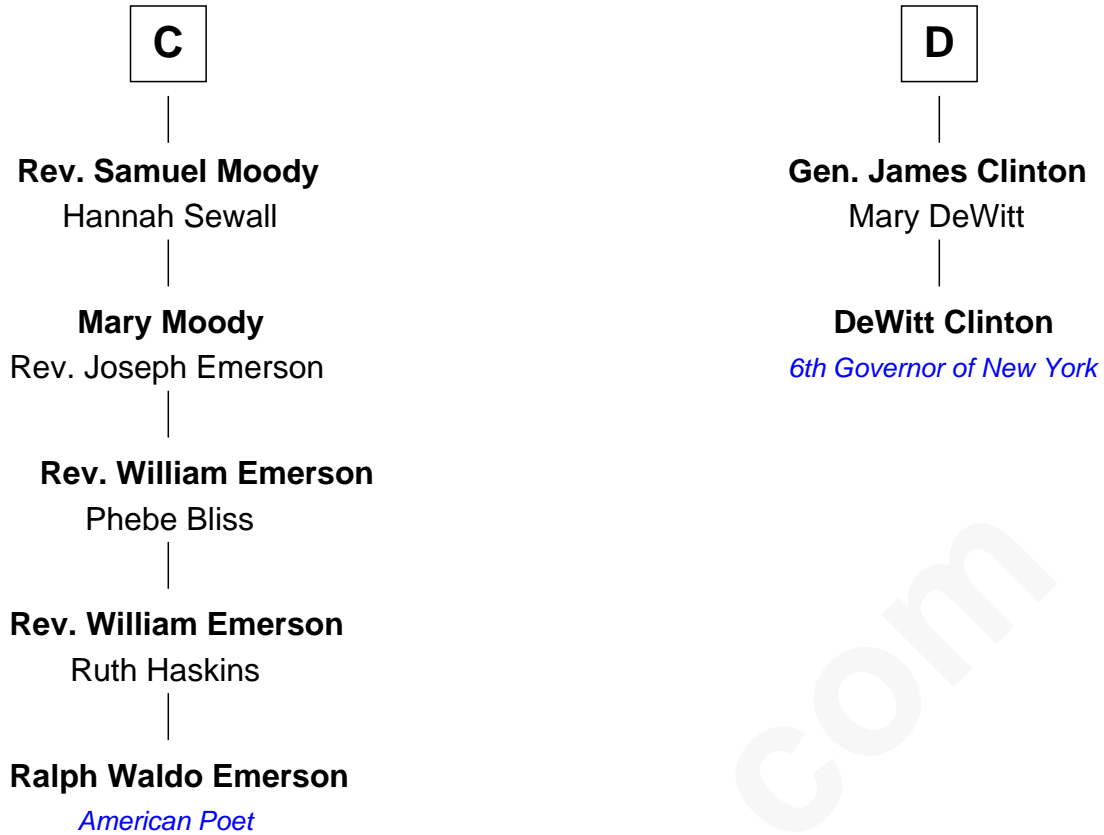 C
Rev. Samuel Moody
Hannah Sewall
Mary Moody
Rev. Joseph Emerson
Rev. William Emerson
Phebe Bliss
Rev. William Emerson
Ruth Haskins
Ralph Waldo Emerson
American Poet
D
Gen. James Clinton
Mary DeWitt
DeWitt Clinton
6th Governor of New York
com